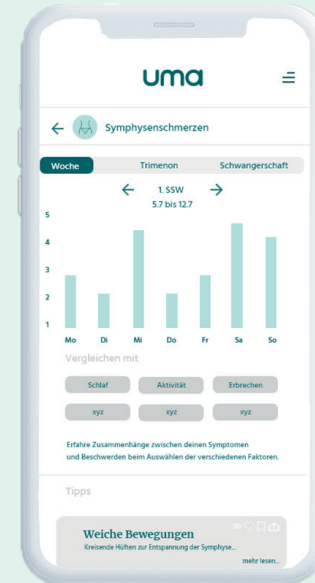 uma
Symphysenschmerzen
Woche Trimenon Schwangerschaft
1. SSW
5.7 bis 12.7
5
4
3
2
1
Mo Di Mi Do Fr Sa So
Vergleichen mit
Schlaf Aktivität Erbrechen
xyz xyz xyz
Erfahre Zusammenhänge zwischen deinen Symptomen
und Beschwerden beim Auswählen der verschiedenen Faktoren.
Tipps
Weiche Bewegungen
Kreisende Hüften zur Entspannung der Symphyse...
mehr lesen...